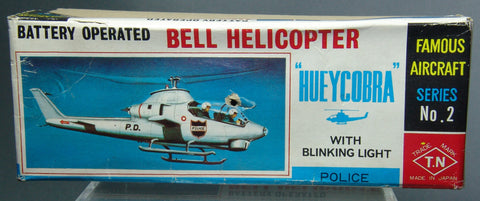 BATTERY OPERATED BELL HELICOPTER
"HUEYCOBRA"
WITH
BLINKING LIGHT
POLICE
FAMOUS
AIRCRAFT
SERIES
No.2
TRADE MARK
T.N
MADE IN JAPAN
P.D.
POLICE